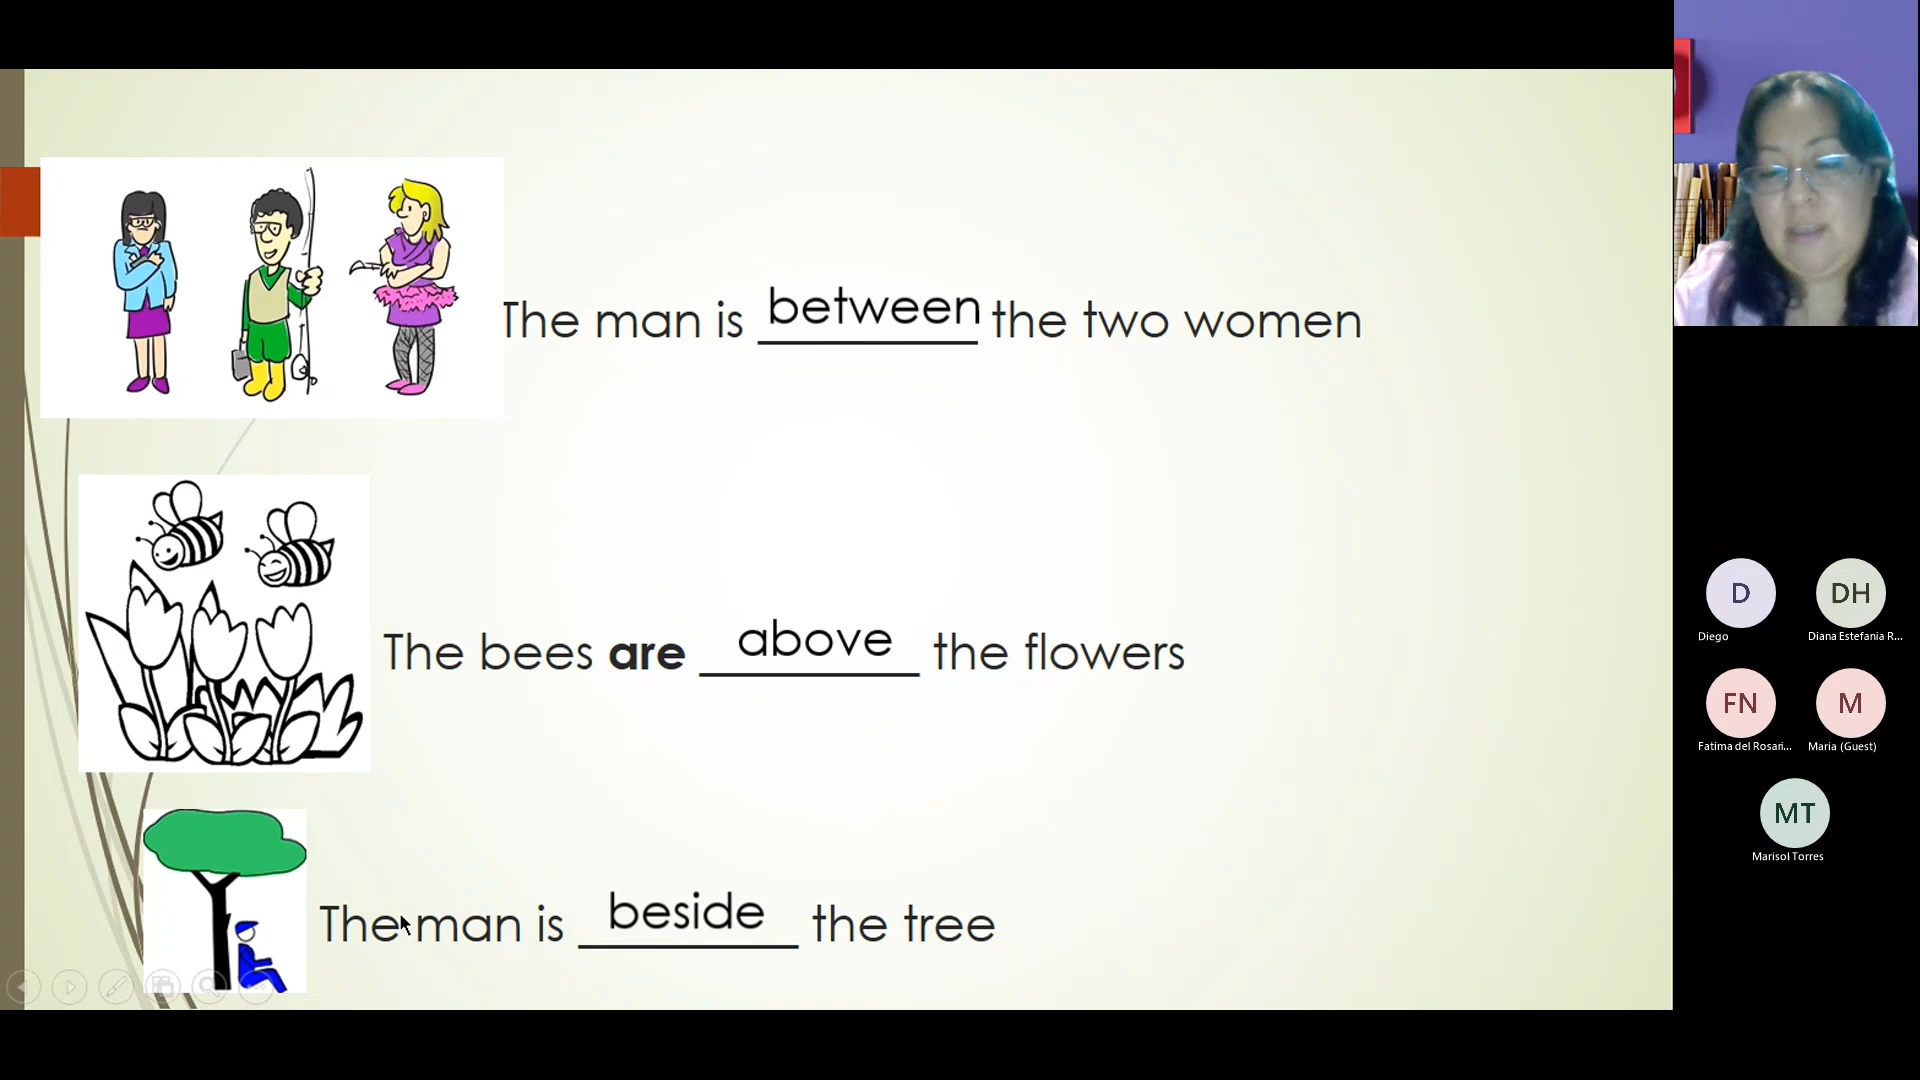 The man is between the two women
The bees are above the flowers
The man is beside the tree
D
Diego
DH
Diana Estefania R...
FN
Fatima del Rosari...
M
Maria (Guest)
MT
Marisol Torres